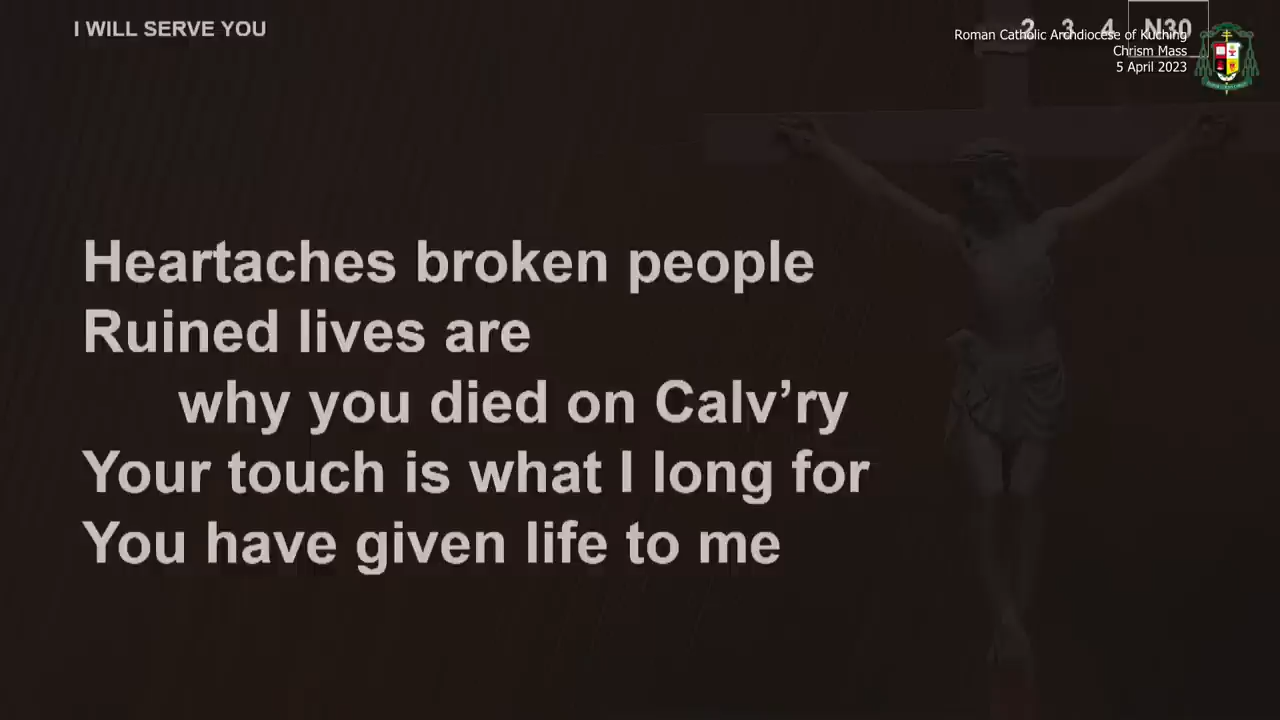 I WILL SERVE YOU
2 3 4 N30
Roman Catholic Archdiocese of Kuching
Chrism Mass
5 April 2023
Heartaches broken people
Ruined lives are
why you died on Calv’ry
Your touch is what I long for
You have given life to me